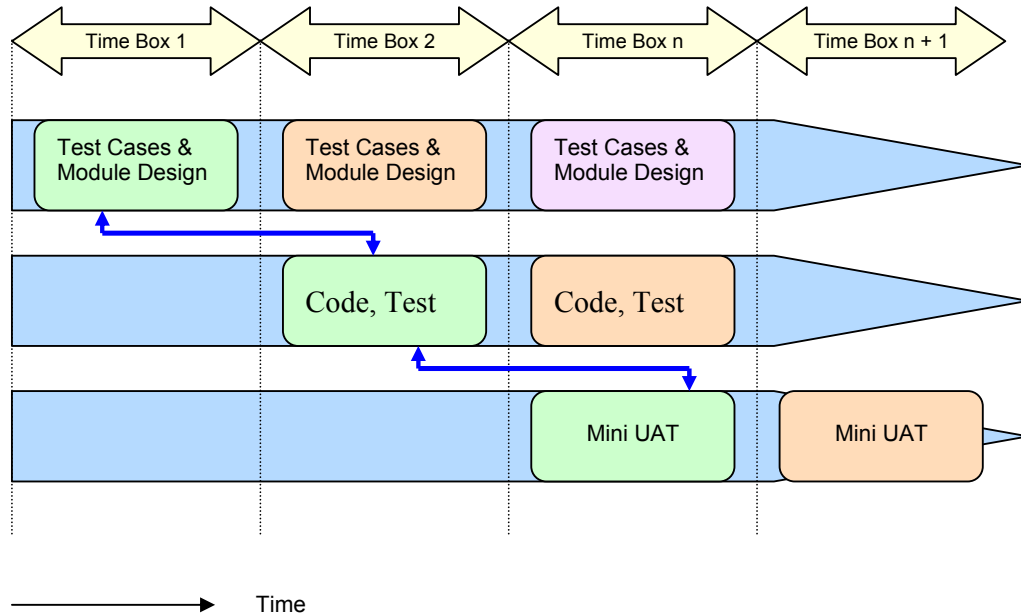 Time Box 1
Time Box 2
Time Box n
Time Box n + 1
Test Cases &
Module Design
Test Cases &
Module Design
Test Cases &
Module Design
Code, Test
Code, Test
Mini UAT
Mini UAT
Time